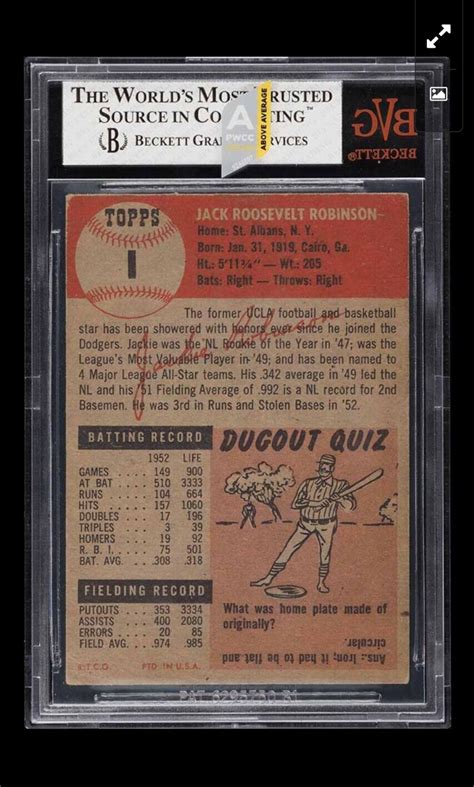 THE WORLD'S MOST TRUSTED
SOURCE IN COLLECTING™
B BECKETT GRADING SERVICES
A
PWCC
ABOVE AVERAGE
BVG
BECKETT®
TOPPS
1
JACK ROOSEVELT ROBINSON—
Home: St. Albans, N. Y.
Born: Jan. 31, 1919, Cairo, Ga.
Ht.: 5'11¾" — Wt.: 205
Bats: Right - Throws: Right
The former UCLA football and basketball
star has been showered with honors ever since he joined the
Dodgers. Jackie was the NL Rookie of the Year in '47; was the
League's Most Valuable Player in '49; and has been named to
4 Major League All-Star teams. His .342 average in '49 led the
NL and his '51 Fielding Average of .992 is a NL record for 2nd
Basemen. He was 3rd in Runs and Stolen Bases in '52.
Jackie Robinson
BATTING RECORD
1952 LIFE
GAMES 149 900
AT BAT 510 3333
RUNS 104 664
HITS 157 1060
DOUBLES 17 196
TRIPLES 3 39
HOMERS 19 92
R. B. I. 75 501
BAT. AVG. .308 .318
FIELDING RECORD
PUTOUTS 353 3334
ASSISTS 400 2080
ERRORS 20 85
FIELD AVG. .974 .985
©T.C.G. PTD. IN U.S.A.
DUGOUT QUIZ
What was home plate made of
originally?
Ans.: Iron, it had to be flat and
circular.